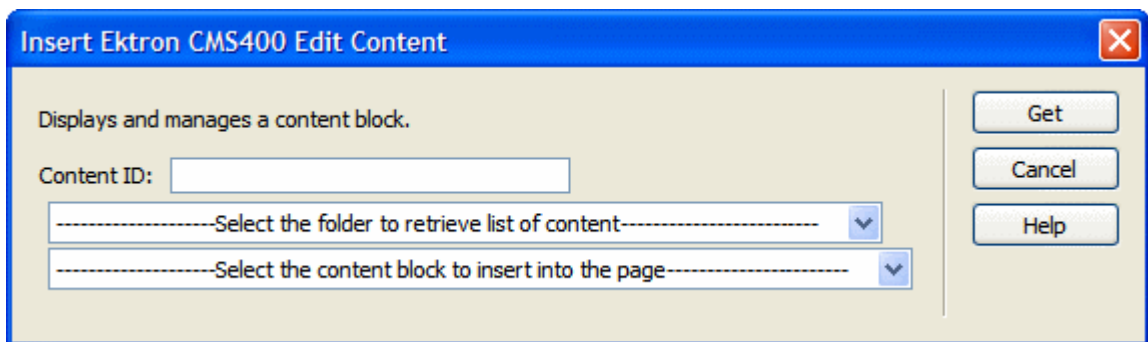 Insert Ektron CMS400 Edit Content
Displays and manages a content block.
Content ID:
--------------------Select the folder to retrieve list of content-------------------------
--------------------Select the content block to insert into the page-----------------------
Get
Cancel
Help